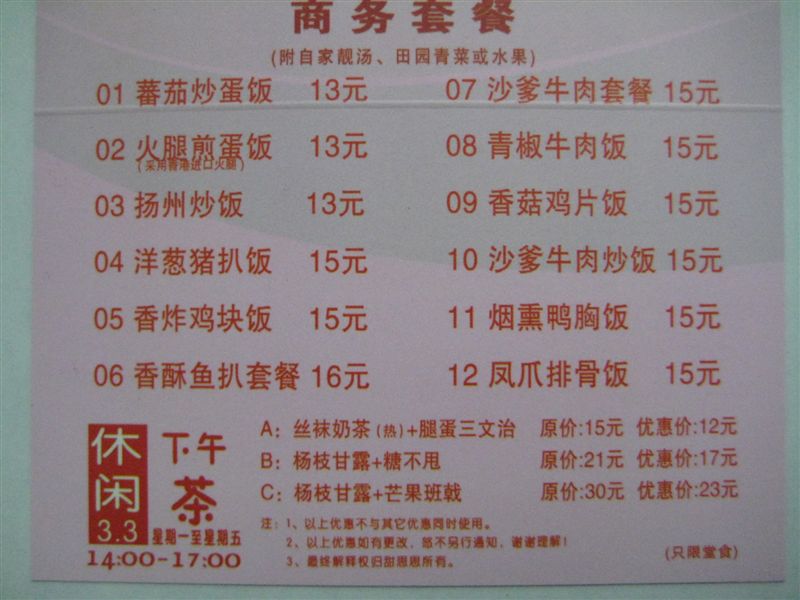 商务套餐
(附自家靓汤、田园青菜或水果)
01 蕃茄炒蛋饭 13元
07 沙爹牛肉套餐 15元
02 火腿煎蛋饭 13元
(采用香港进口火腿)
08 青椒牛肉饭 15元
03 扬州炒饭 13元
09 香菇鸡片饭 15元
04 洋葱猪扒饭 15元
10 沙爹牛肉炒饭 15元
05 香炸鸡块饭 15元
11 烟熏鸭胸饭 15元
06 香酥鱼扒套餐 16元
12 凤爪排骨饭 15元
休闲
3.3
下午茶
星期一至星期五
14:00-17:00
A: 丝袜奶茶(热)+腿蛋三文治 原价:15元 优惠价:12元
B: 杨枝甘露+糖不甩 原价:21元 优惠价:17元
C: 杨枝甘露+芒果班戟 原价:30元 优惠价:23元
注: 1、以上优惠不与其它优惠同时使用。
2、以上优惠如有更改，恕不另行通知，谢谢理解!
3、最终解释权归甜思思所有。
(只限堂食)